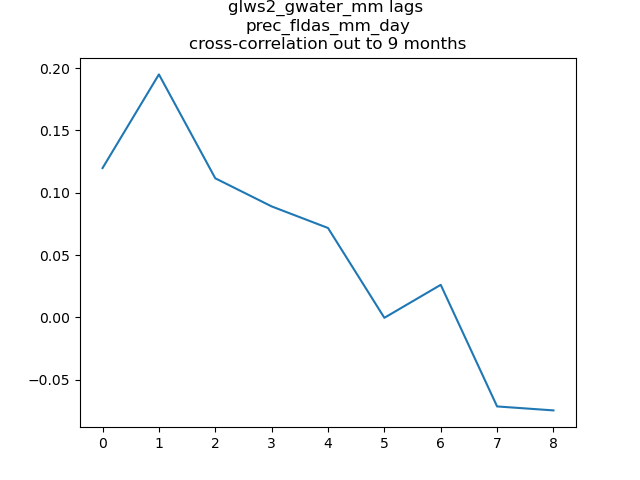 glws2_gwater_mm lags
prec_fldas_mm_day
cross-correlation out to 9 months
0.20
0.15
0.10
0.05
0.00
−0.05
0 1 2 3 4 5 6 7 8